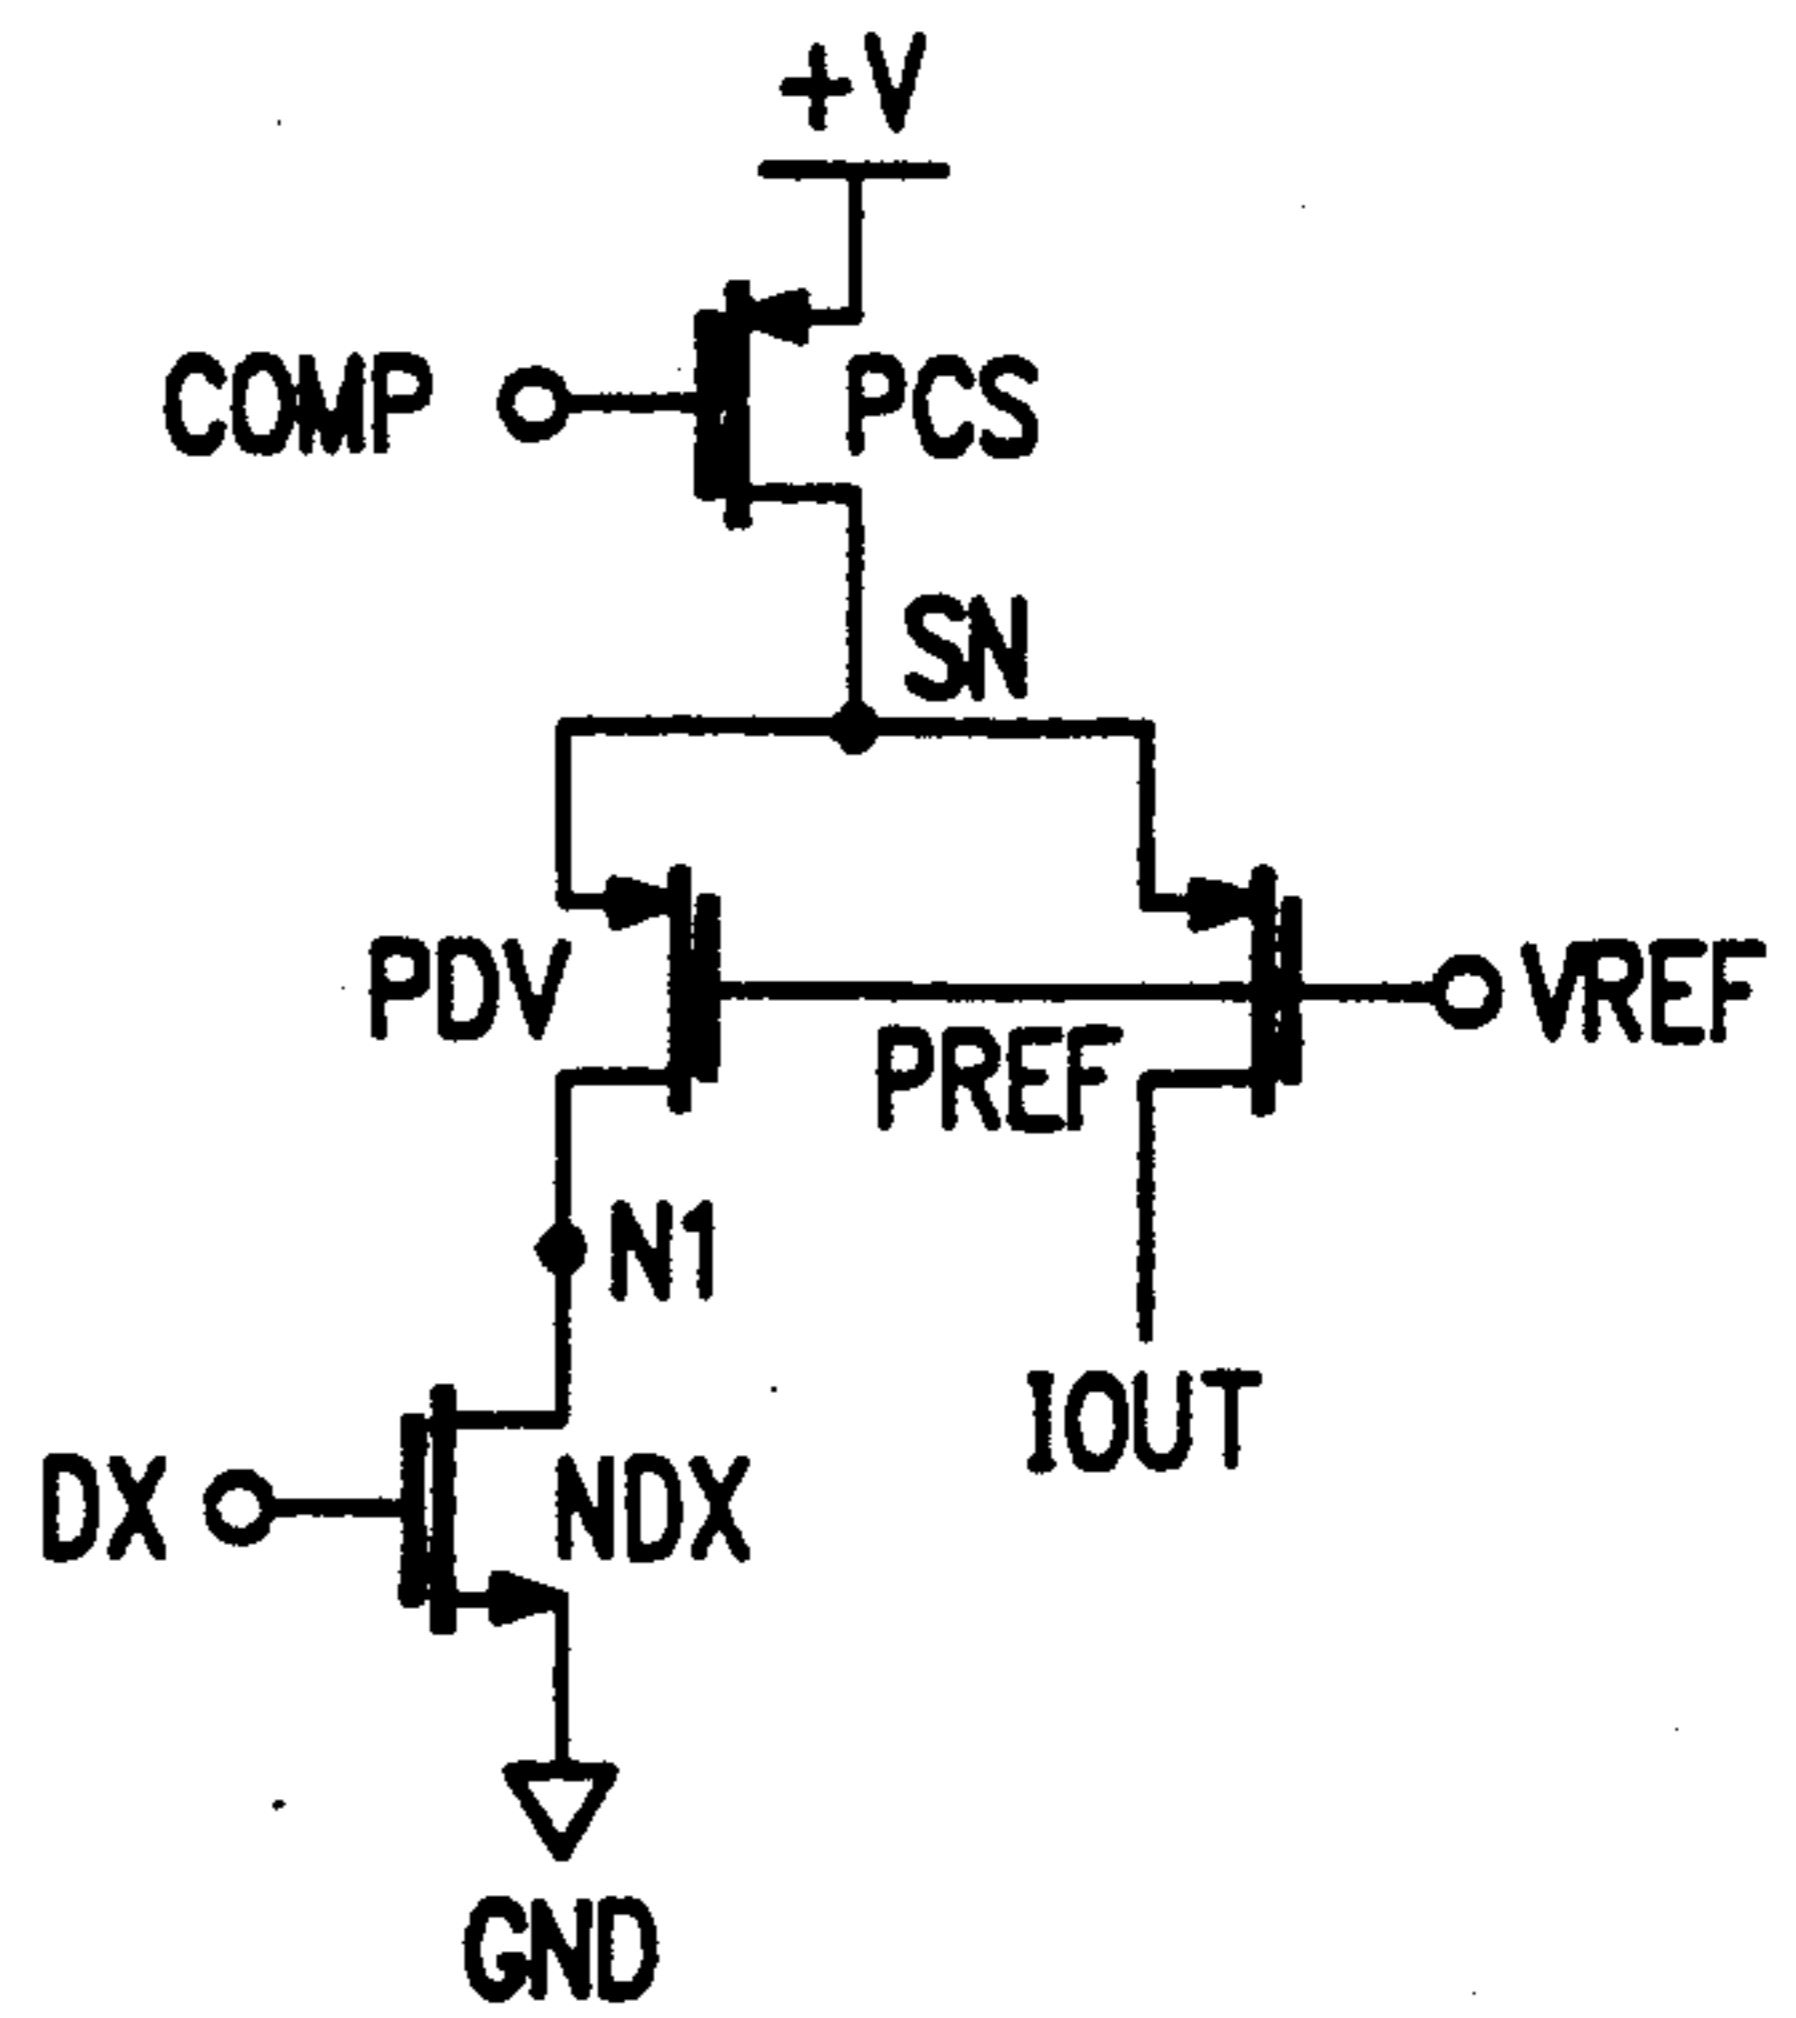 +V
COMP
PCS
SN
PDV
VREF
PREF
N1
IOUT
DX
NDX
GND